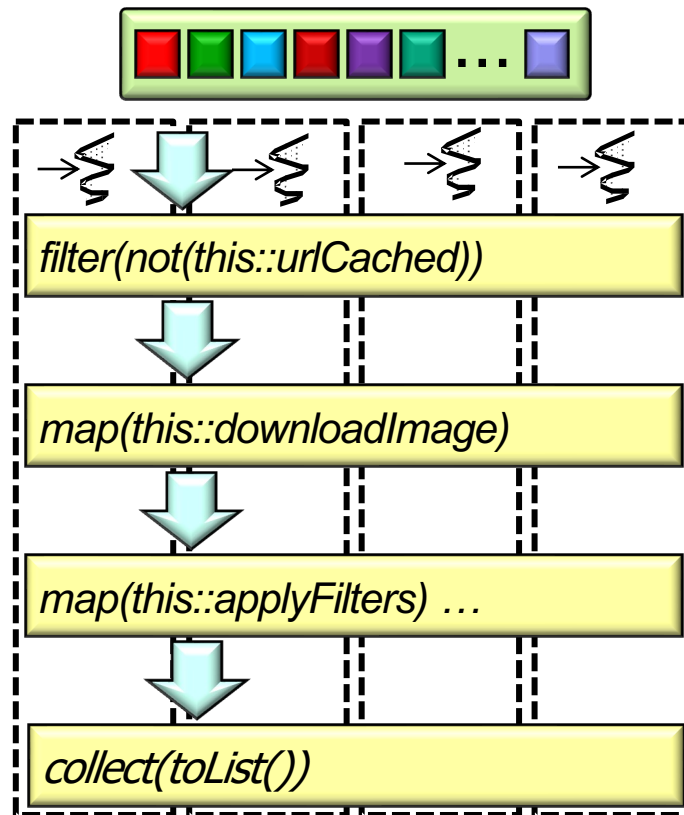 ...
filter(not(this::urlCached))
map(this::downloadImage)
map(this::applyFilters) …
collect(toList())